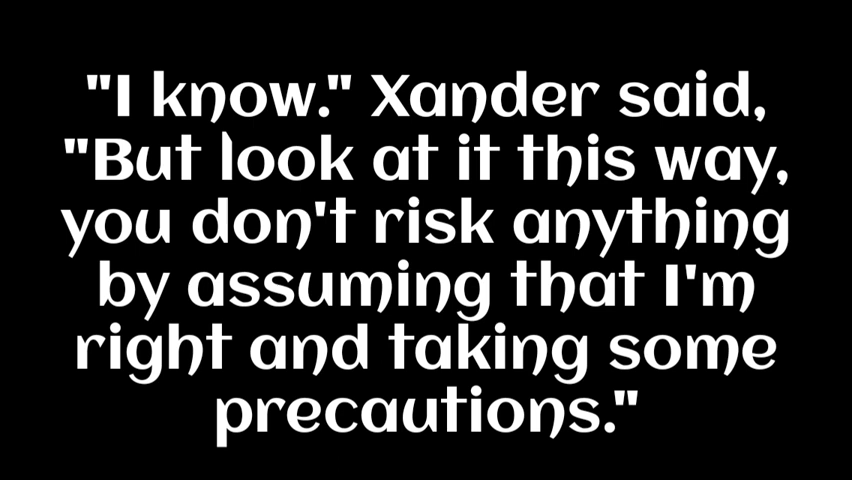 "I know." Xander said,
"But look at it this way,
you don't risk anything
by assuming that I'm
right and taking some
precautions."